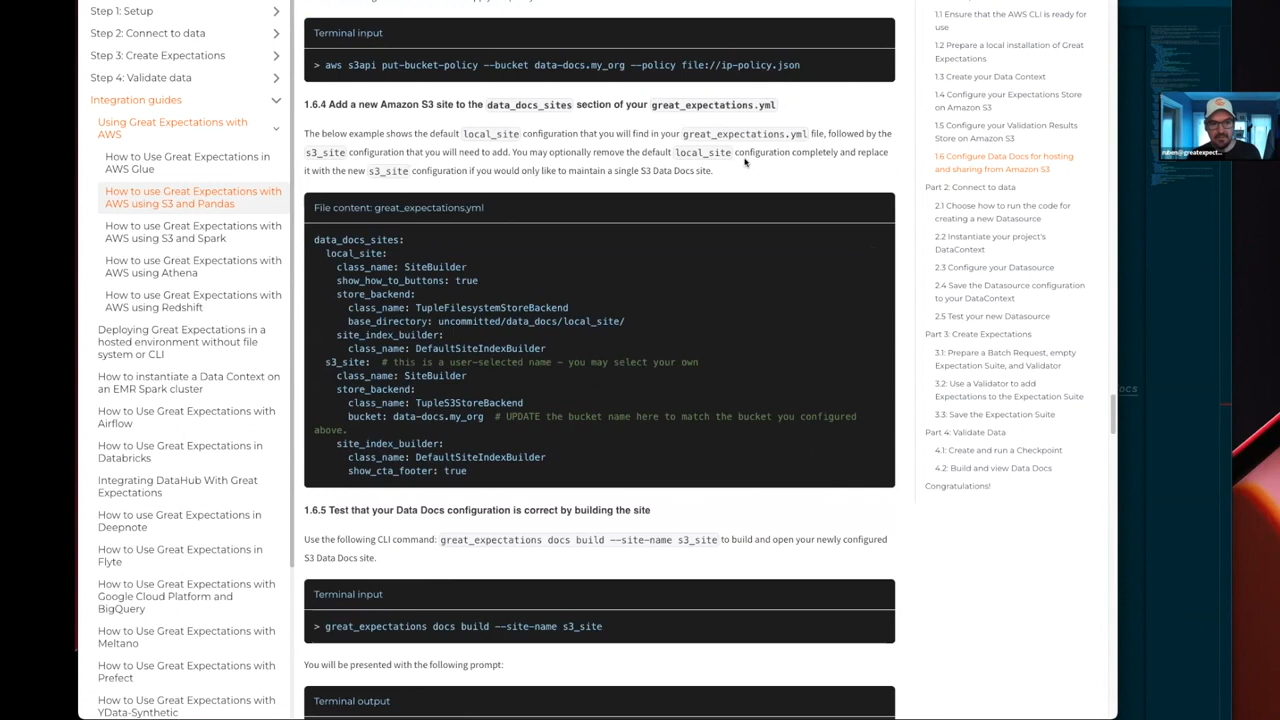 Step 1: Setup
Step 2: Connect to data
Step 3: Create Expectations
Step 4: Validate data
Integration guides
Using Great Expectations with
AWS
How to Use Great Expectations in
AWS Glue
How to use Great Expectations with
AWS using S3 and Pandas
How to use Great Expectations with
AWS using S3 and Spark
How to use Great Expectations with
AWS using Athena
How to use Great Expectations with
AWS using Redshift
Deploying Great Expectations in a
hosted environment without file
system or CLI
How to instantiate a Data Context on
an EMR Spark cluster
How to Use Great Expectations with
Airflow
How to Use Great Expectations in
Databricks
Integrating DataHub With Great
Expectations
How to use Great Expectations in
Deepnote
How to Use Great Expectations in
Flyte
How to Use Great Expectations with
Google Cloud Platform and
BigQuery
How to Use Great Expectations with
Meltano
How to Use Great Expectations with
Prefect
How to Use Great Expectations with
YData-Synthetic
Terminal input
> aws s3api put-bucket-policy --bucket data-docs.my_org --policy file://ip-policy.json
1.6.4 Add a new Amazon S3 site to the data_docs_sites section of your great_expectations.yml
The below example shows the default local_site configuration that you will find in your great_expectations.yml file, followed by the
s3_site configuration that you will need to add. You may optionally remove the default local_site configuration completely and replace
it with the new s3_site configuration if you would only like to maintain a single S3 Data Docs site.
File content: great_expectations.yml
data_docs_sites:
local_site:
class_name: SiteBuilder
show_how_to_buttons: true
store_backend:
class_name: TupleFilesystemStoreBackend
base_directory: uncommitted/data_docs/local_site/
site_index_builder:
class_name: DefaultSiteIndexBuilder
s3_site: # this is a user-selected name - you may select your own
class_name: SiteBuilder
store_backend:
class_name: TupleS3StoreBackend
bucket: data-docs.my_org # UPDATE the bucket name here to match the bucket you configured
above.
site_index_builder:
class_name: DefaultSiteIndexBuilder
show_cta_footer: true
1.6.5 Test that your Data Docs configuration is correct by building the site
Use the following CLI command: great_expectations docs build --site-name s3_site to build and open your newly configured
S3 Data Docs site.
Terminal input
> great_expectations docs build --site-name s3_site
You will be presented with the following prompt:
Terminal output
1.1 Ensure that the AWS CLI is ready for
use
1.2 Prepare a local installation of Great
Expectations
1.3 Create your Data Context
1.4 Configure your Expectations Store
on Amazon S3
1.5 Configure your Validation Results
Store on Amazon S3
1.6 Configure Data Docs for hosting
and sharing from Amazon S3
Part 2: Connect to data
2.1 Choose how to run the code for
creating a new Datasource
2.2 Instantiate your project's
DataContext
2.3 Configure your Datasource
2.4 Save the Datasource configuration
to your DataContext
2.5 Test your new Datasource
Part 3: Create Expectations
3.1: Prepare a Batch Request, empty
Expectation Suite, and Validator
3.2: Use a Validator to add
Expectations to the Expectation Suite
3.3: Save the Expectation Suite
Part 4: Validate Data
4.1: Create and run a Checkpoint
4.2: Build and view Data Docs
Congratulations!
ruben@greatexpect...